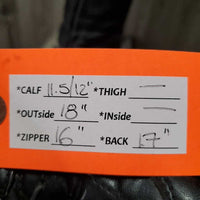 *CALF 11.5/12" *THIGH —
*OUTside 18" *INside —
*ZIPPER 16" *BACK 17"